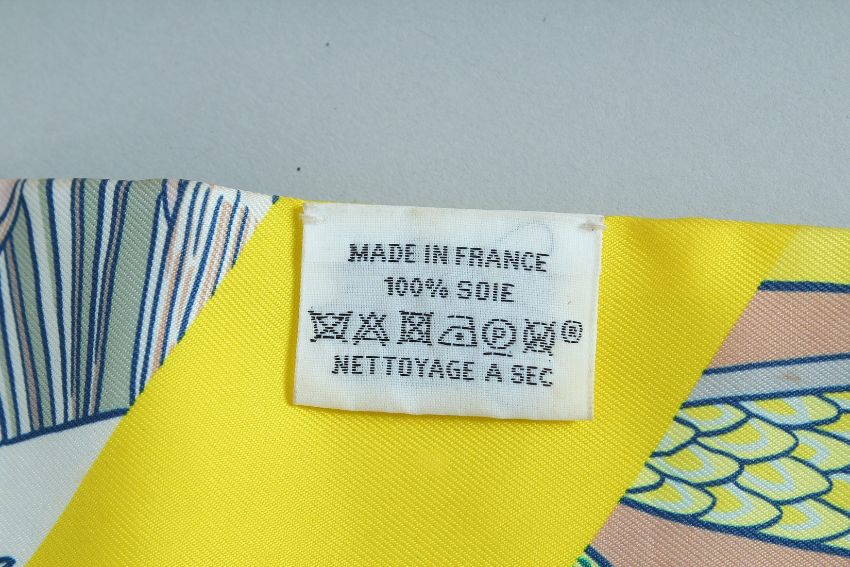 MADE IN FRANCE
100% SOIE
P ®
NETTOYAGE A SEC